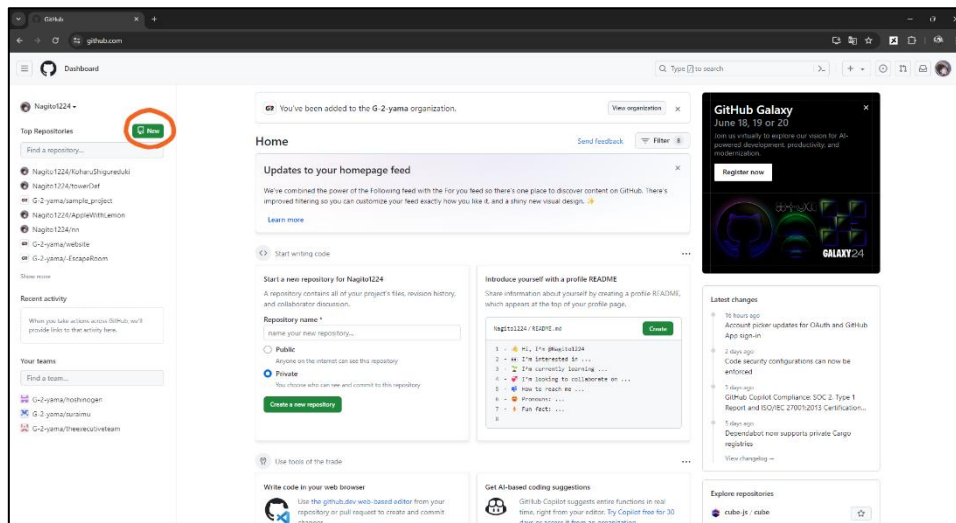 GitHub
github.com
Dashboard
Type / to search
Nagito1224
Top Repositories
New
Find a repository...
Nagito1224/KoharuShigureduki
Nagito1224/towerDef
G-2-yama/sample_project
Nagito1224/AppleWithLemon
Nagito1224/nn
G-2-yama/website
G-2-yama/-EscapeRoom
Show more
Recent activity
When you take actions across GitHub, we'll
provide links to that activity here.
Your teams
Find a team...
G-2-yama/hoshinogen
G-2-yama/suraimu
G-2-yama/theexecutiveteam
You've been added to the G-2-yama organization.
View organization
Home
Send feedback
Filter 8
Updates to your homepage feed
We've combined the power of the Following feed with the For you feed so there's one place to discover content on GitHub. There's
improved filtering so you can customize your feed exactly how you like it, and a shiny new visual design. ✨
Learn more
Start writing code
Start a new repository for Nagito1224
A repository contains all of your project's files, revision history,
and collaborator discussion.
Repository name *
name your new repository...
Public
Anyone on the internet can see this repository
Private
You choose who can see and commit to this repository
Create a new repository
Introduce yourself with a profile README
Share information about yourself by creating a profile README,
which appears at the top of your profile page.
Nagito1224/README.md
Create
1 - 👋 Hi, I'm @Nagito1224
2 - 👀 I'm interested in ...
3 - 🌱 I'm currently learning ...
4 - 💞️ I'm looking to collaborate on ...
5 - 📫 How to reach me ...
6 - 😄 Pronouns: ...
7 - ⚡ Fun fact: ...
8
Use tools of the trade
Write code in your web browser
Use the github.dev web-based editor from your
repository or pull request to create and commit
changes.
Get AI-based coding suggestions
GitHub Copilot suggests entire functions in real
time, right from your editor. Try Copilot free for 30
days or access it from an organization.
GitHub Galaxy
June 18, 19 or 20
Join us virtually to explore our vision for AI-
powered development, productivity, and
modernization.
Register now
GALAXY24
Latest changes
16 hours ago
Account picker updates for OAuth and GitHub
App sign-in
2 days ago
Code security configurations can now be
enforced
GitHub Copilot Compliance: SOC 2, Type 1
Report and ISO/IEC 27001:2013 Certification...
Dependabot now supports private Cargo
registries
View changelog →
Explore repositories
cube-js / cube